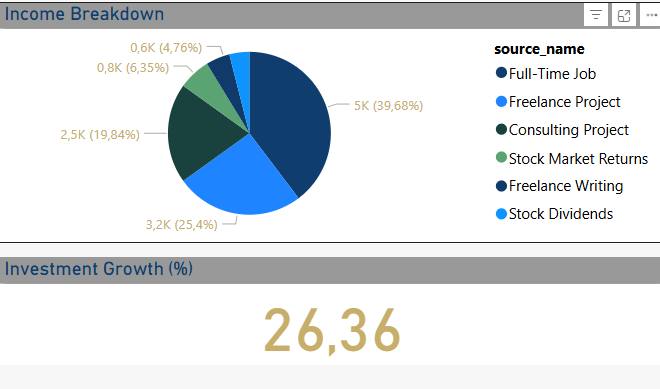 Income Breakdown
0,6K (4,76%)
0,8K (6,35%)
2,5K (19,84%)
3,2K (25,4%)
5K (39,68%)
source_name
Full-Time Job
Freelance Project
Consulting Project
Stock Market Returns
Freelance Writing
Stock Dividends
Investment Growth (%)
26,36